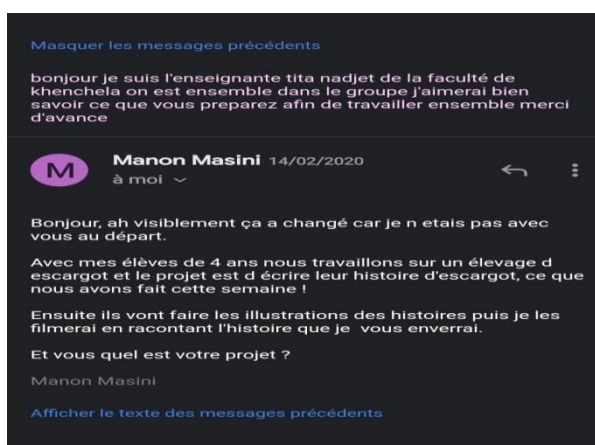 Masquer les messages précédents
bonjour je suis l'enseignante tita nadjet de la faculté de
khenchela on est ensemble dans le groupe j'aimerai bien
savoir ce que vous preparez afin de travailler ensemble merci
d'avance
M
Manon Masini 14/02/2020
à moi
Bonjour, ah visiblement ça a changé car je n etais pas avec
vous au départ.
Avec mes élèves de 4 ans nous travaillons sur un élevage d
escargot et le projet est d écrire leur histoire d'escargot, ce que
nous avons fait cette semaine !
Ensuite ils vont faire les illustrations des histoires puis je les
filmerai en racontant l'histoire que je vous enverrai.
Et vous quel est votre projet ?
Manon Masini
Afficher le texte des messages précédents